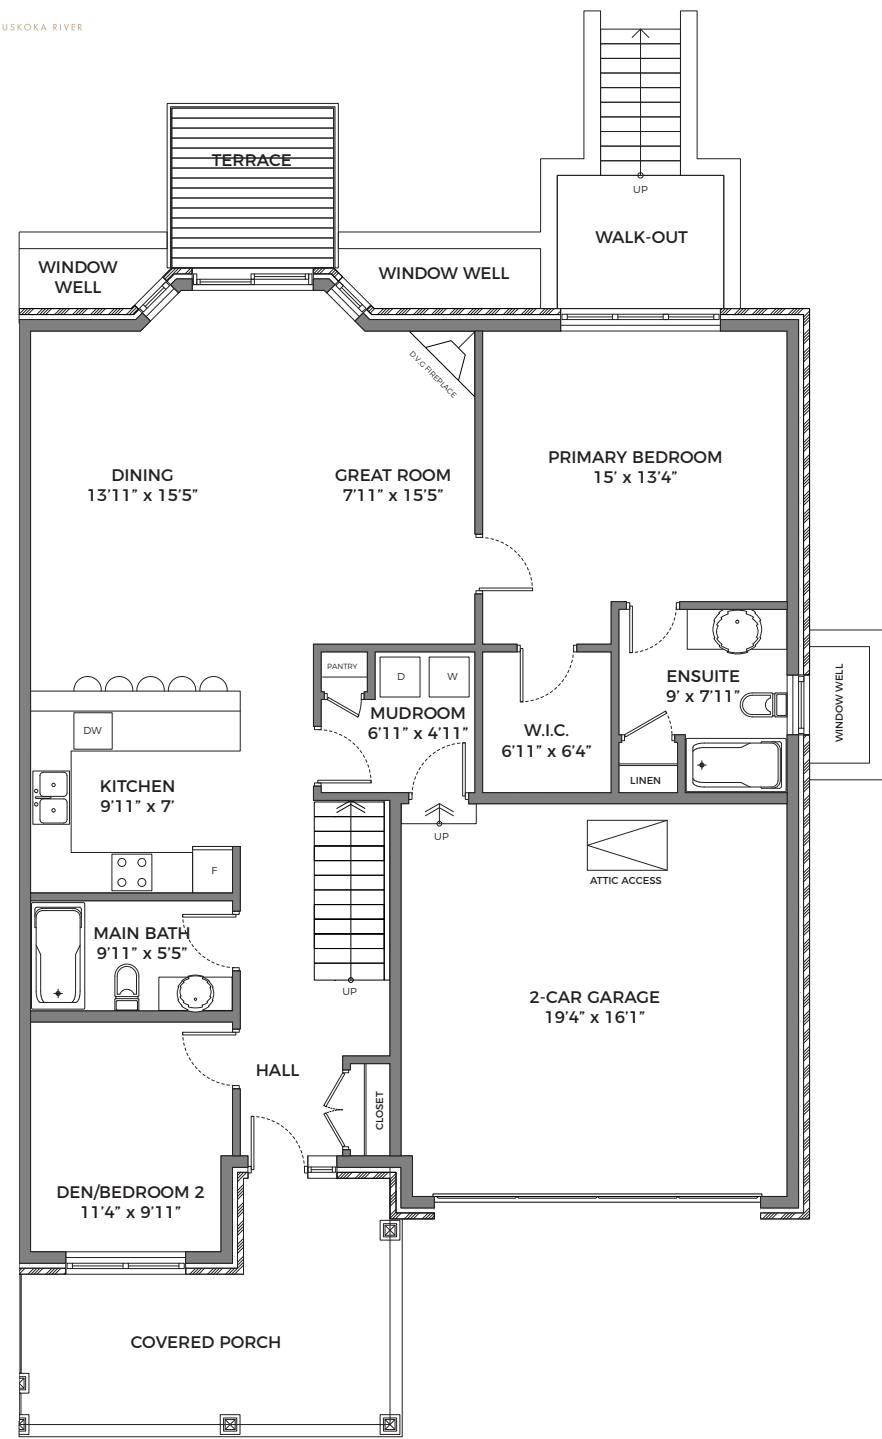 USKOKA RIVER
TERRACE
UP
WALK-OUT
WINDOW
WELL
WINDOW WELL
D.V.G FIREPLACE
DINING
13’11” x 15’5”
GREAT ROOM
7’11” x 15’5”
PRIMARY BEDROOM
15’ x 13’4”
PANTRY
D
W
MUDROOM
6’11” x 4’11”
W.I.C.
6’11” x 6’4”
ENSUITE
9’ x 7’11”
LINEN
WINDOW WELL
DW
KITCHEN
9’11” x 7’
F
UP
ATTIC ACCESS
MAIN BATH
9’11” x 5’5”
UP
2-CAR GARAGE
19’4” x 16’1”
HALL
CLOSET
DEN/BEDROOM 2
11’4” x 9’11”
COVERED PORCH